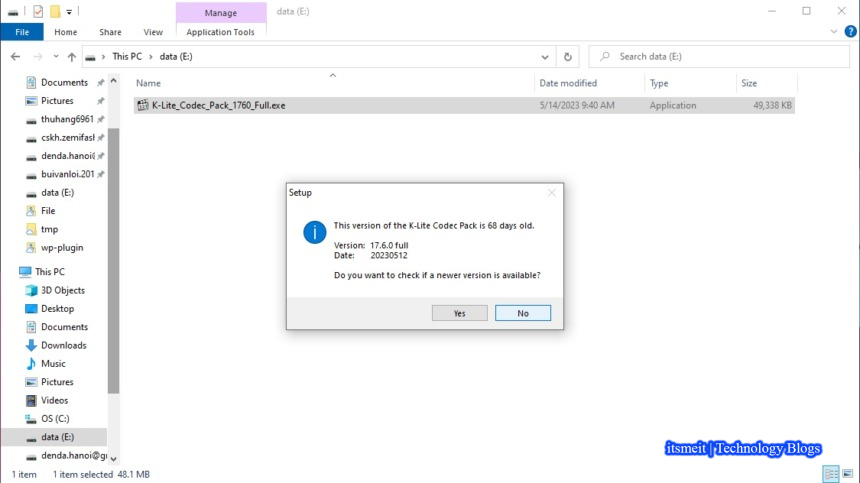 Manage
data (E:)
File
Home
Share
View
Application Tools
This PC
data (E:)
Search data (E:)
Name
Date modified
Type
Size
K-Lite_Codec_Pack_1760_Full.exe
5/14/2023 9:40 AM
Application
49,338 KB
Documents
Pictures
thuhang6961
cskh.zemifash
denda.hanoi@
buivanloi.201
data (E:)
File
tmp
wp-plugin
This PC
3D Objects
Desktop
Documents
Downloads
Music
Pictures
Videos
OS (C:)
data (E:)
denda.hanoi@g
Setup
This version of the K-Lite Codec Pack is 68 days old.
Version: 17.6.0 full
Date: 20230512
Do you want to check if a newer version is available?
Yes
No
itsmeit | Technology Blogs
1 item
1 item selected 48.1 MB